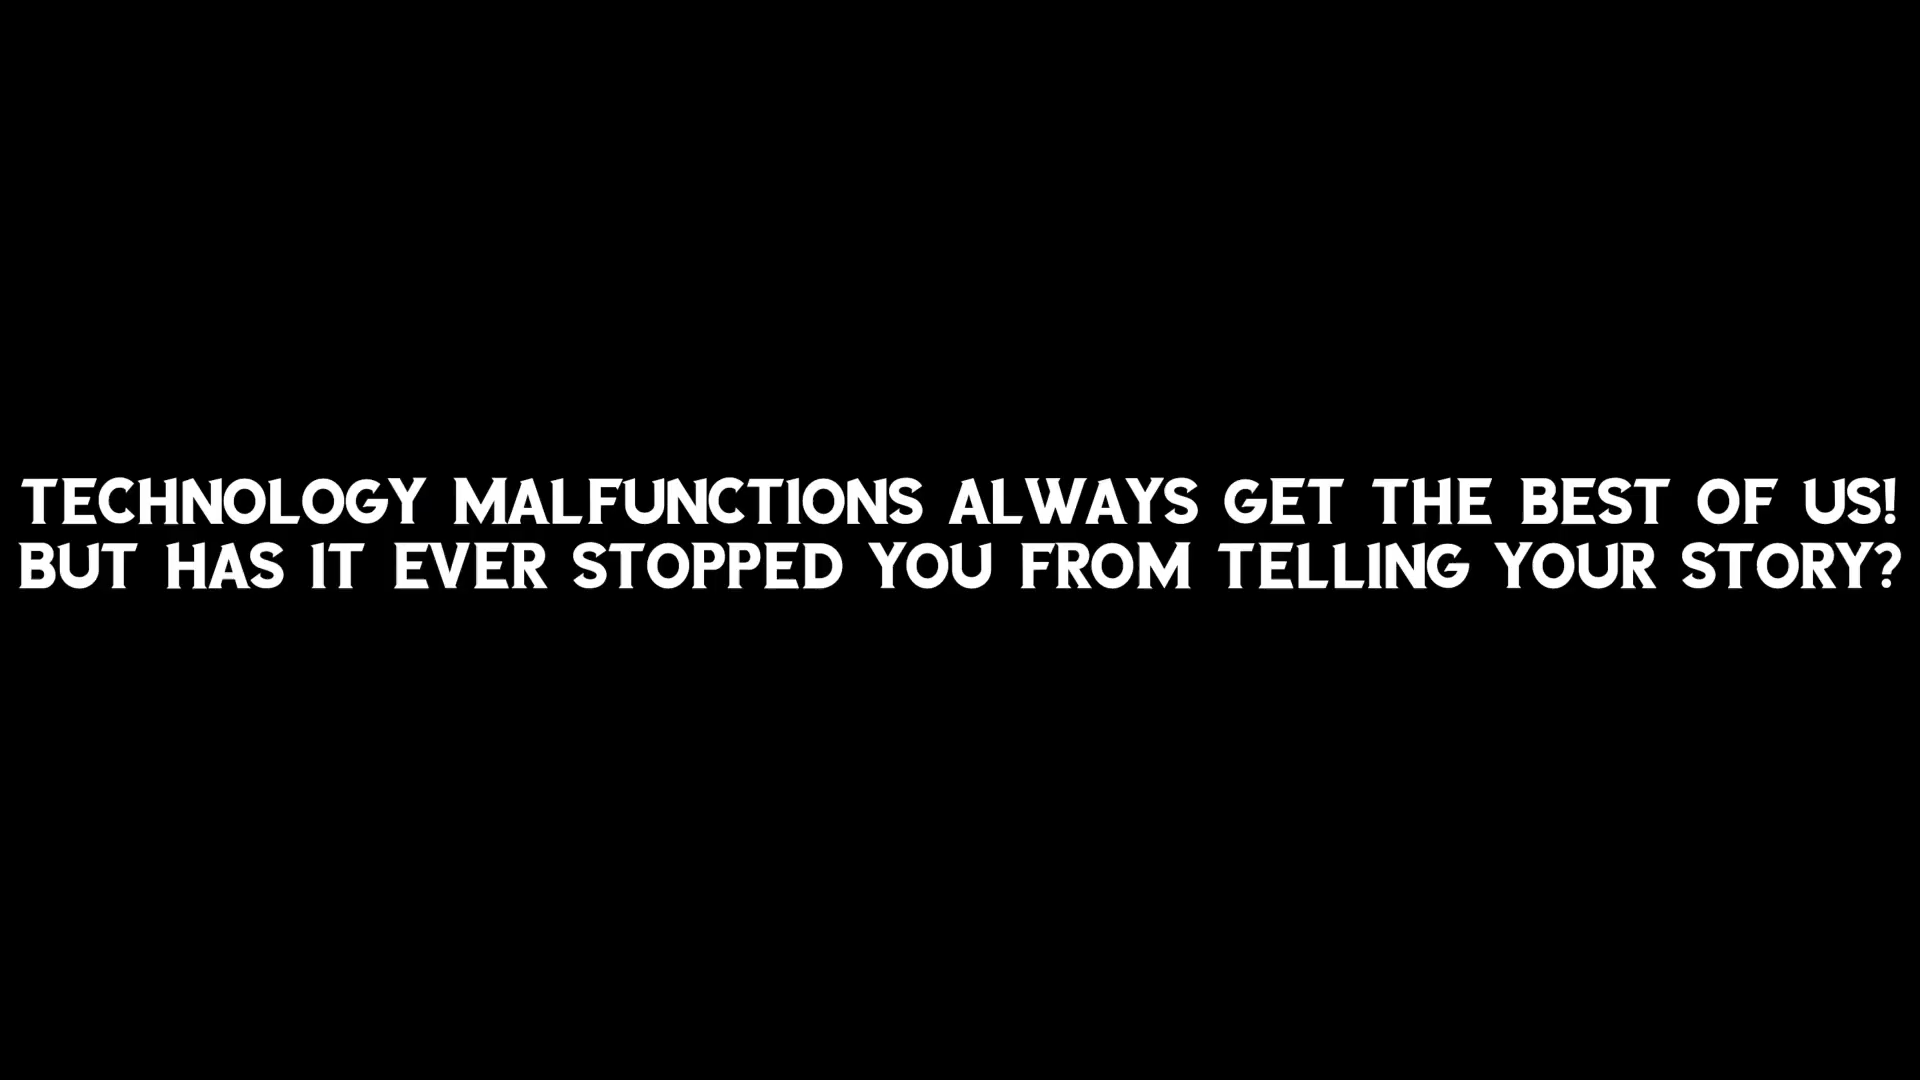 TECHNOLOGY MALFUNCTIONS ALWAYS GET THE BEST OF US!
BUT HAS IT EVER STOPPED YOU FROM TELLING YOUR STORY?